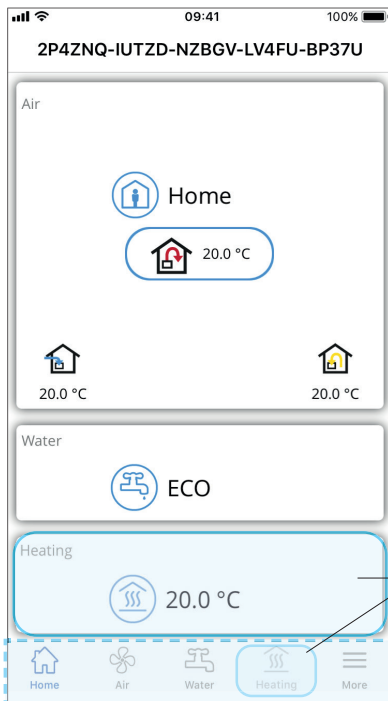 09:41
100%
2P4ZNQ-IUTZD-NZBGV-LV4FU-BP37U
Air
Home
20.0 °C
20.0 °C 20.0 °C
Water
ECO
Heating
20.0 °C
Home Air Water Heating More